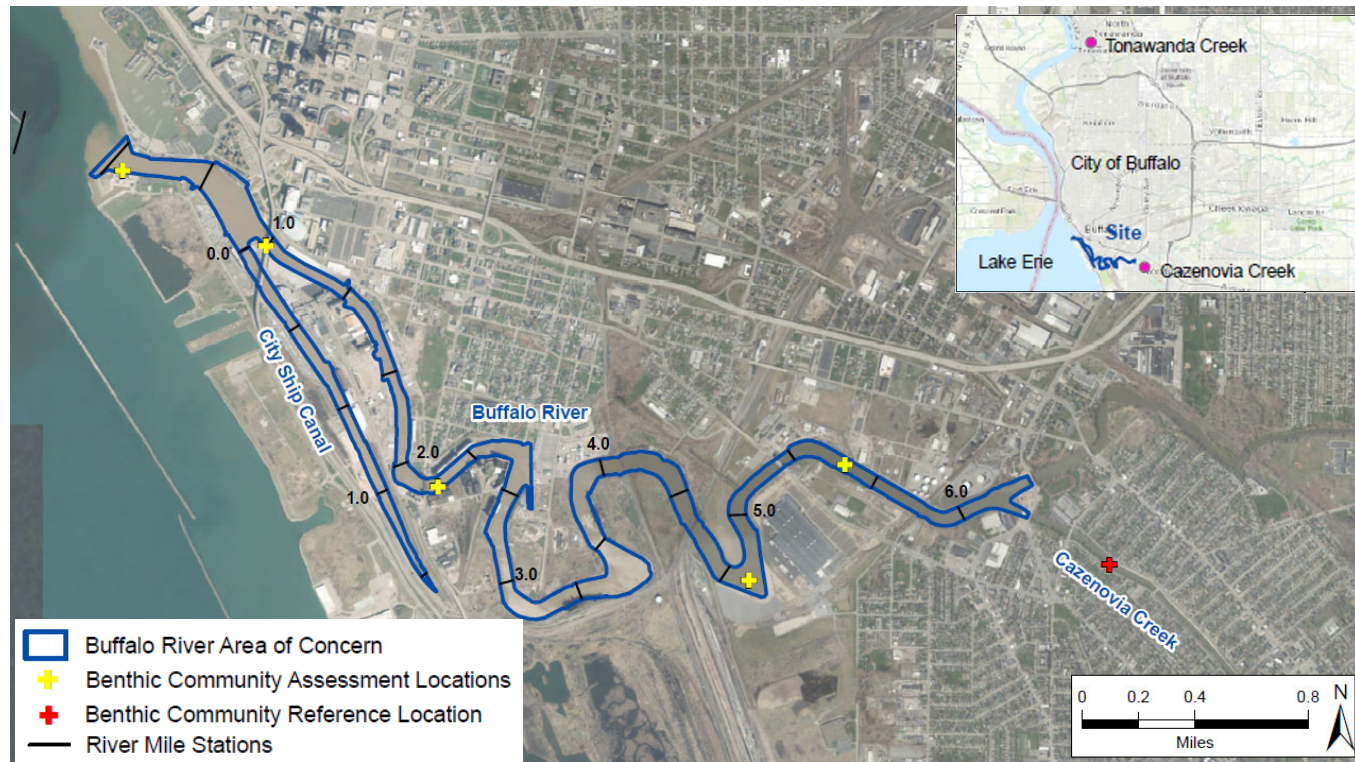 Tonawanda Creek
City of Buffalo
Site
Lake Erie
Cazenovia Creek
1.0
0.0
City Ship Canal
Buffalo River
2.0
4.0
1.0
3.0
5.0
6.0
Cazenovia Creek
Buffalo River Area of Concern
Benthic Community Assessment Locations
Benthic Community Reference Location
River Mile Stations
0 0.2 0.4 0.8
Miles
N